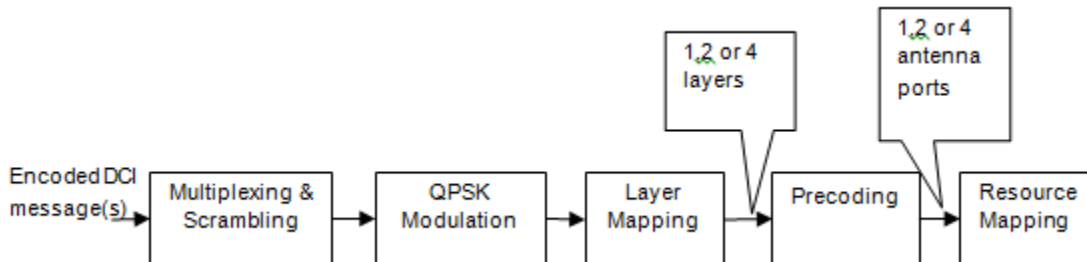 1,2 or 4
layers
1,2 or 4
antenna
ports
Encoded DCI
message(s)
Multiplexing &
Scrambling
QPSK
Modulation
Layer
Mapping
Precoding
Resource
Mapping